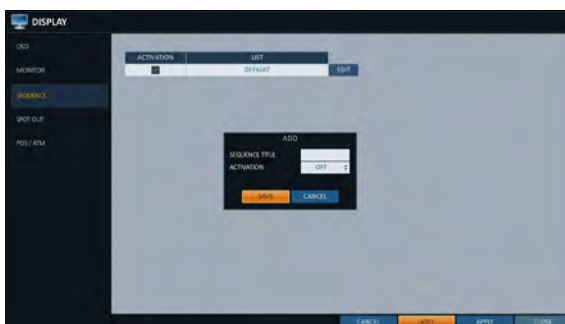 DISPLAY
OSD
MONITOR
SEQUENCE
SPOT OUT
POS / ATM
ACTIVATION LIST
DEFAULT EDIT
ADD
SEQUENCE TITLE
ACTIVATION OFF
SAVE CANCEL
CANCEL ADD APPLY CLOSE